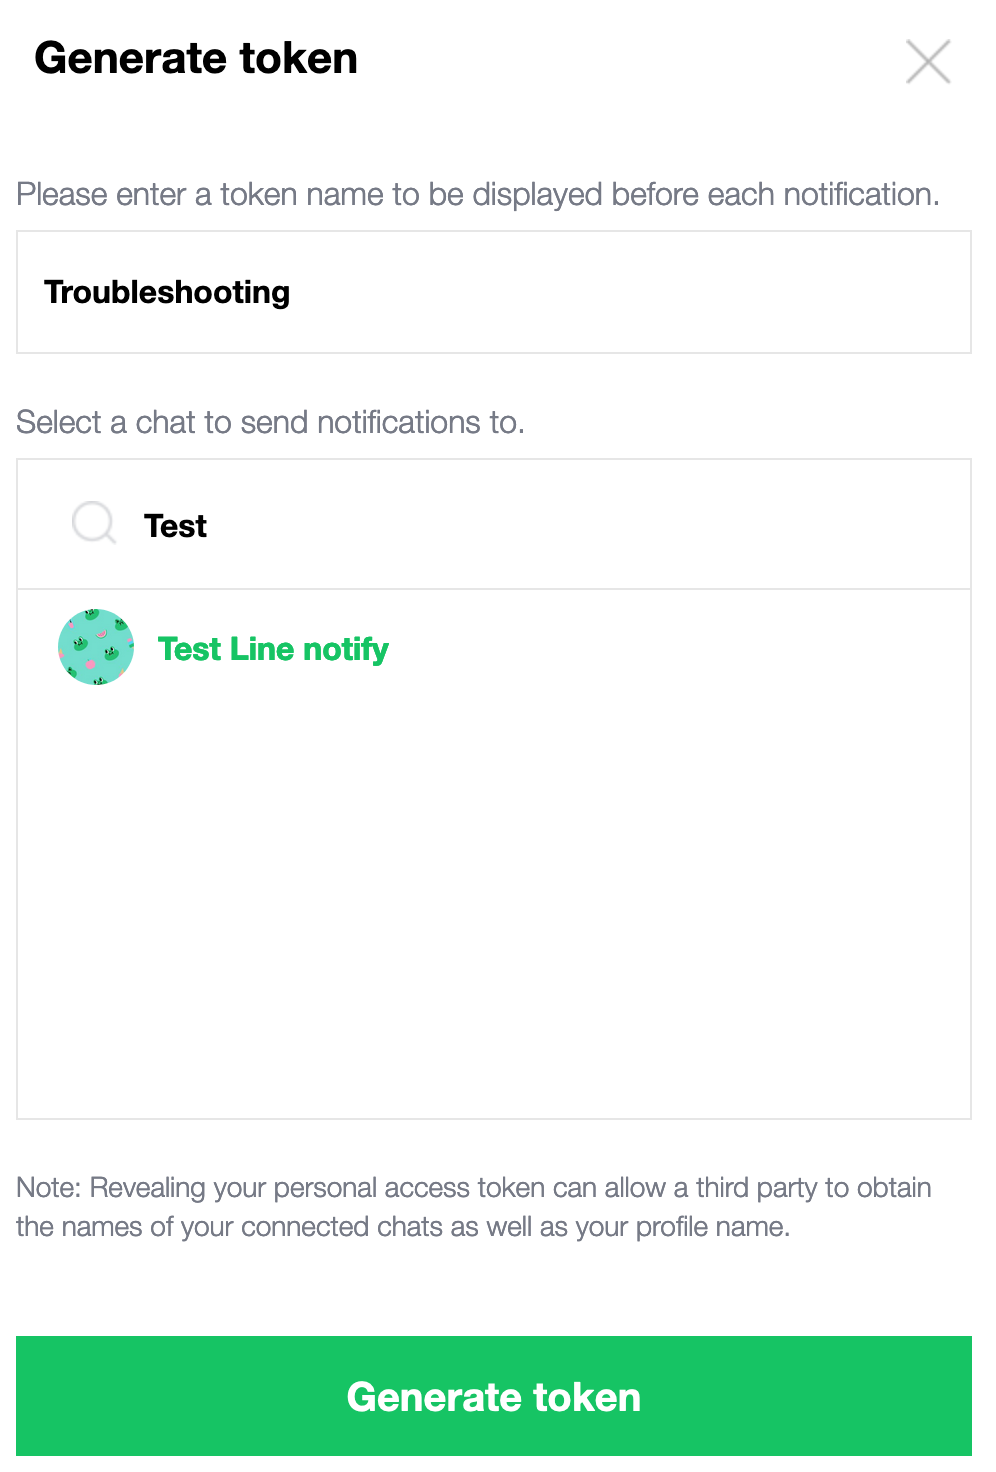 Generate token
Please enter a token name to be displayed before each notification.
Troubleshooting
Select a chat to send notifications to.
Test
Test Line notify
Note: Revealing your personal access token can allow a third party to obtain
the names of your connected chats as well as your profile name.
Generate token